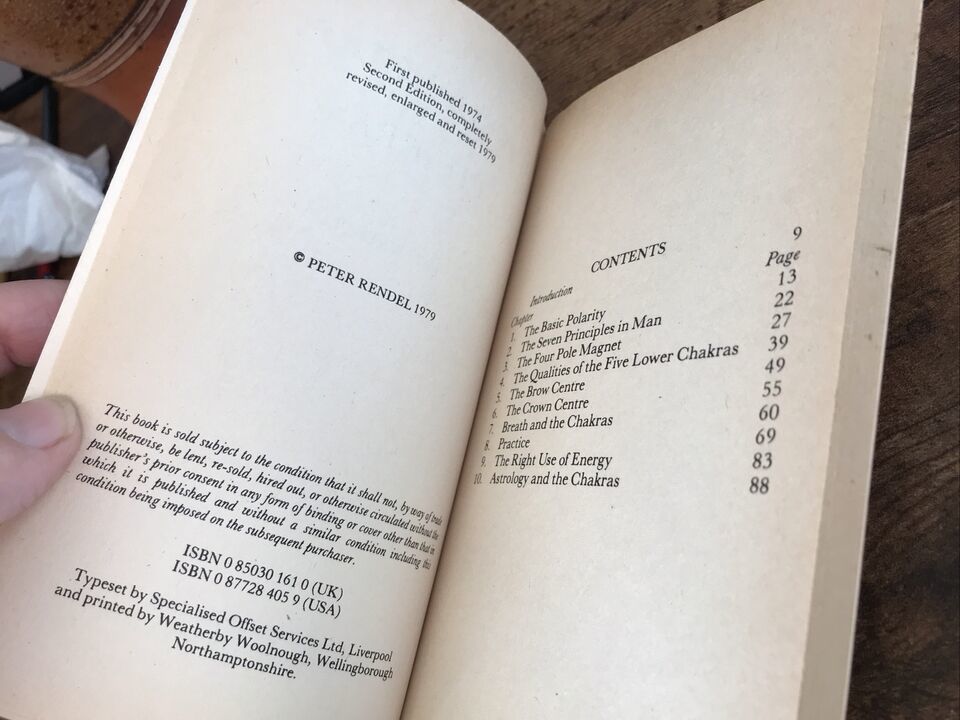 First published 1974
Second Edition, completely
revised, enlarged and reset 1979
© PETER RENDEL 1979
This book is sold subject to the condition that it shall not, by way of trade
or otherwise, be lent, re-sold, hired out, or otherwise circulated without the
publisher's prior consent in any form of binding or cover other than that in
which it is published and without a similar condition including this
condition being imposed on the subsequent purchaser.
ISBN 0 85030 161 0 (UK)
ISBN 0 87728 405 9 (USA)
Typeset by Specialised Offset Services Ltd, Liverpool
and printed by Weatherby Woolnough, Wellingborough
Northamptonshire.
CONTENTS
Introduction 9
Chapter Page
1. The Basic Polarity 13
2. The Seven Principles in Man 22
3. The Four Pole Magnet 27
4. The Qualities of the Five Lower Chakras 39
5. The Brow Centre 49
6. The Crown Centre 55
7. Breath and the Chakras 60
8. Practice 69
9. The Right Use of Energy 83
10. Astrology and the Chakras 88